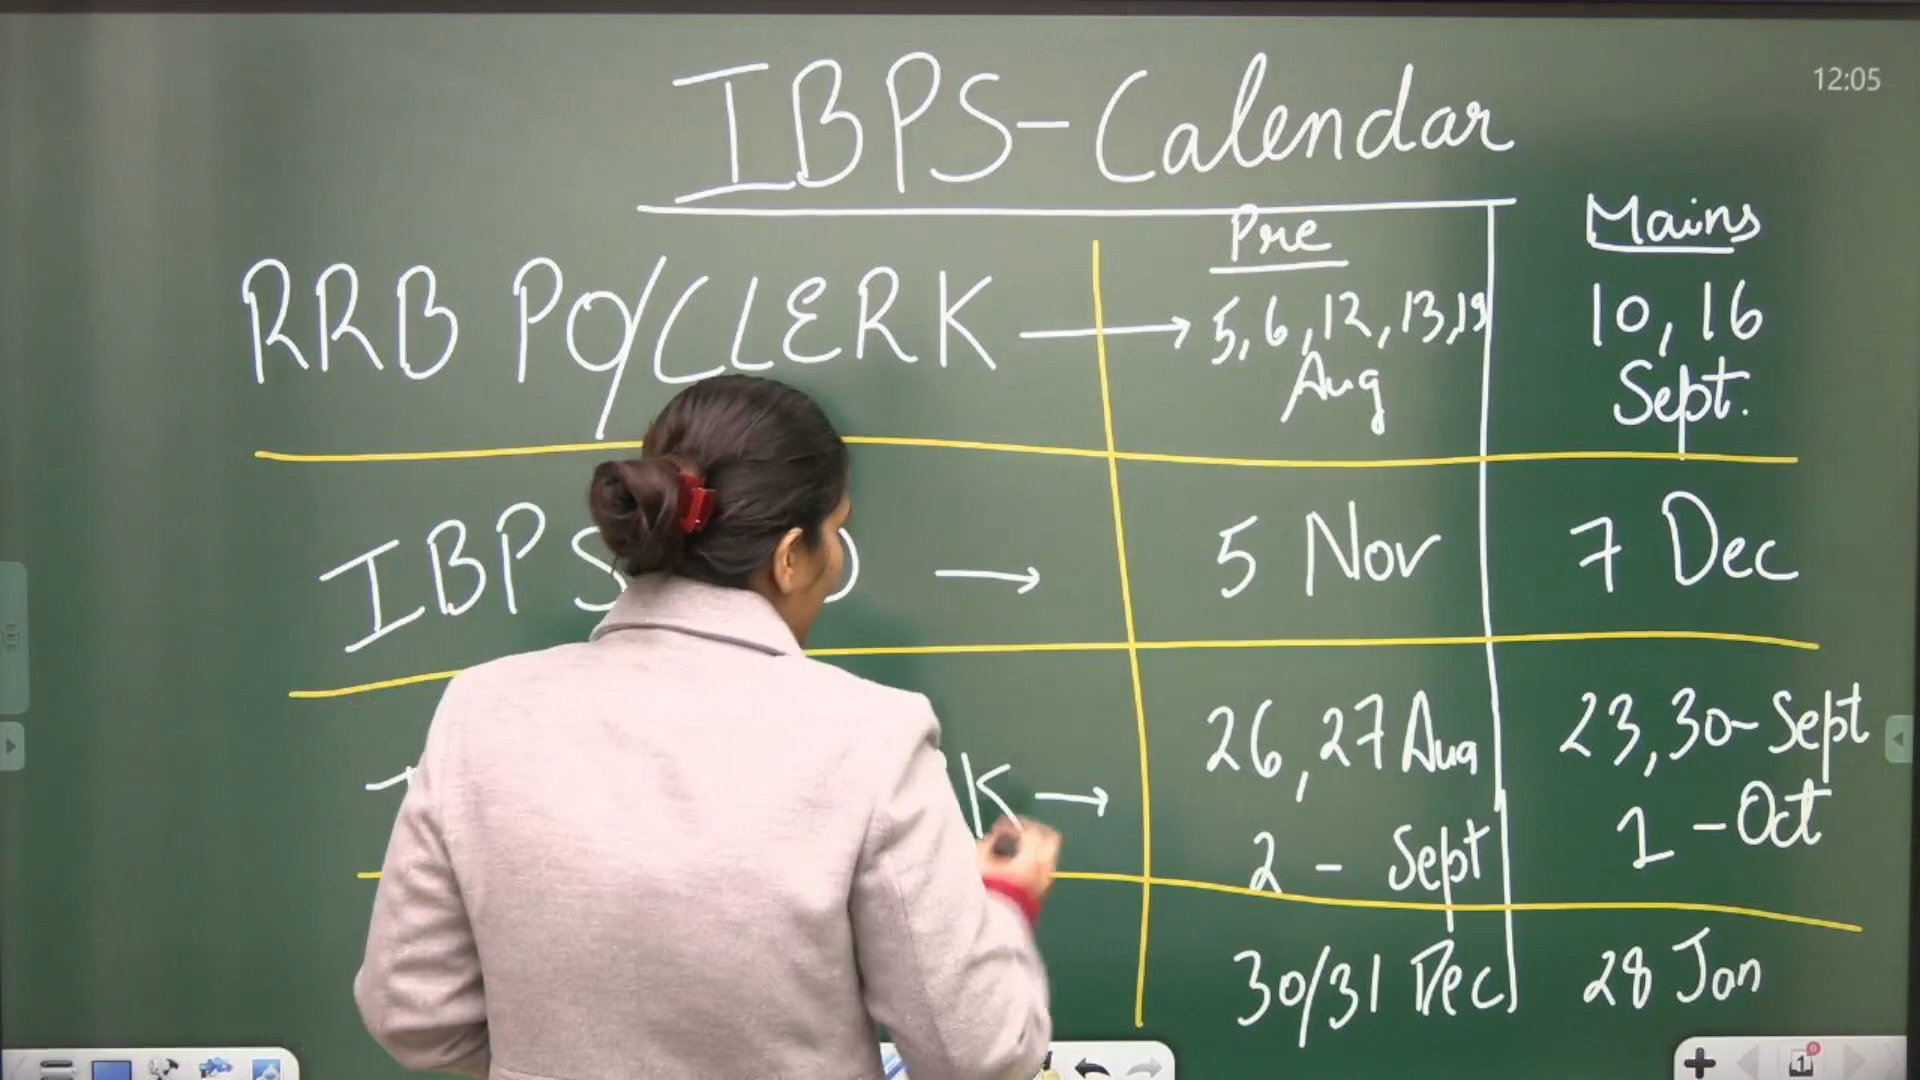 12:05
IBPS-Calendar
Pre Mains
RRB PO/CLERK → 5, 6, 12, 13, 19 10, 16
Aug Sept.
IBPS → 5 Nov 7 Dec
→ 26, 27 Aug 23, 30-Sept
2 - Sept 1 - Oct
30/31 Dec 28 Jan